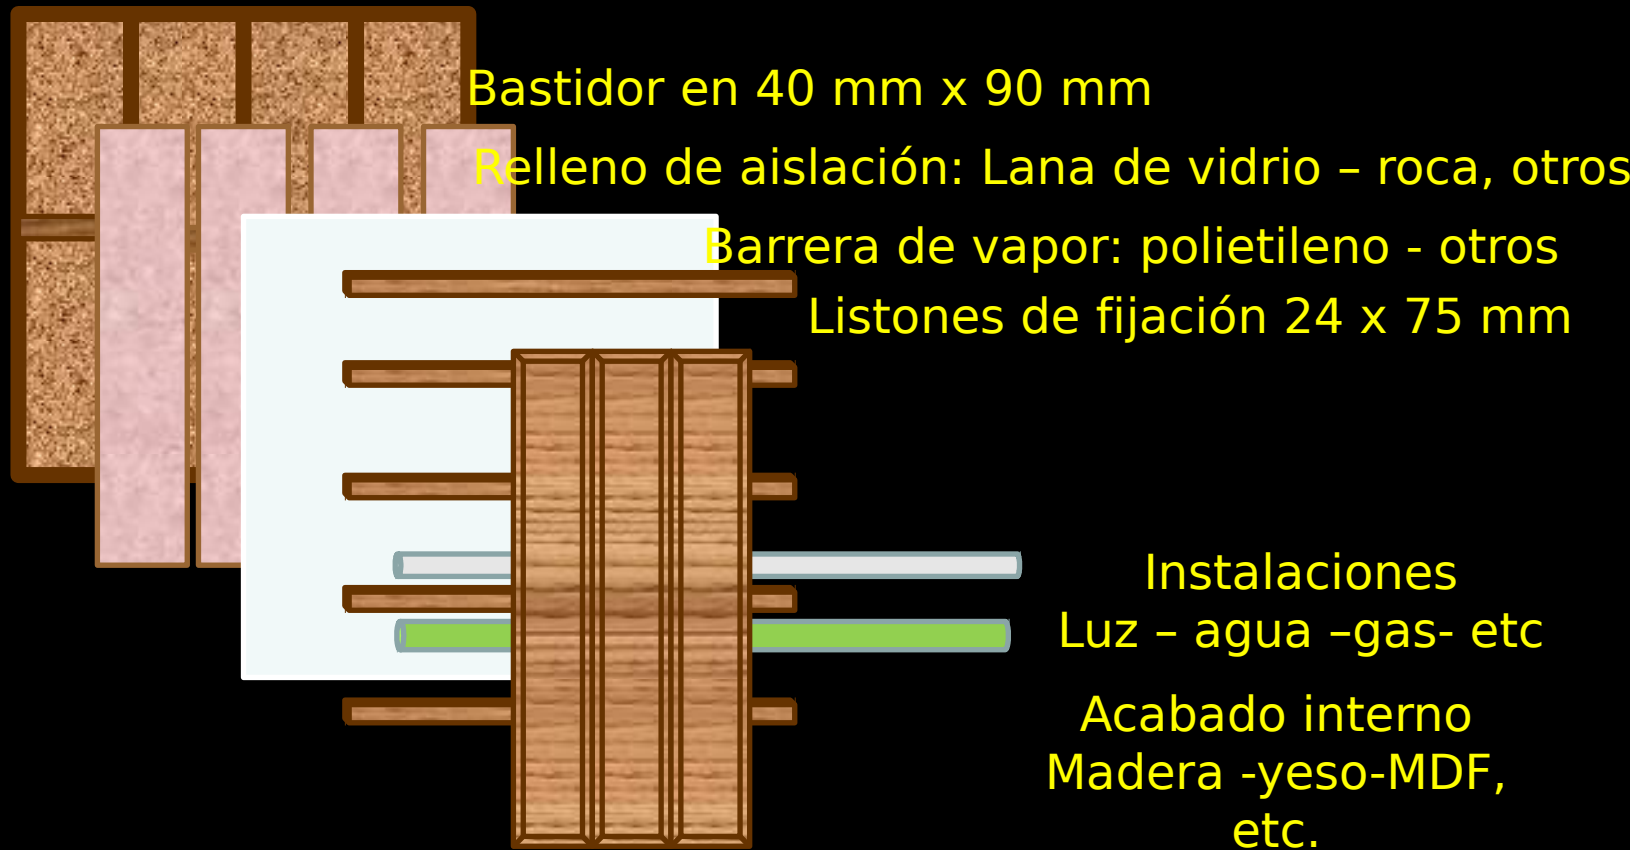 Bastidor en 40 mm x 90 mm
Relleno de aislación: Lana de vidrio – roca, otros
Barrera de vapor: polietileno - otros
Listones de fijación 24 x 75 mm
Instalaciones
Luz – agua –gas- etc
Acabado interno
Madera -yeso-MDF,
etc.